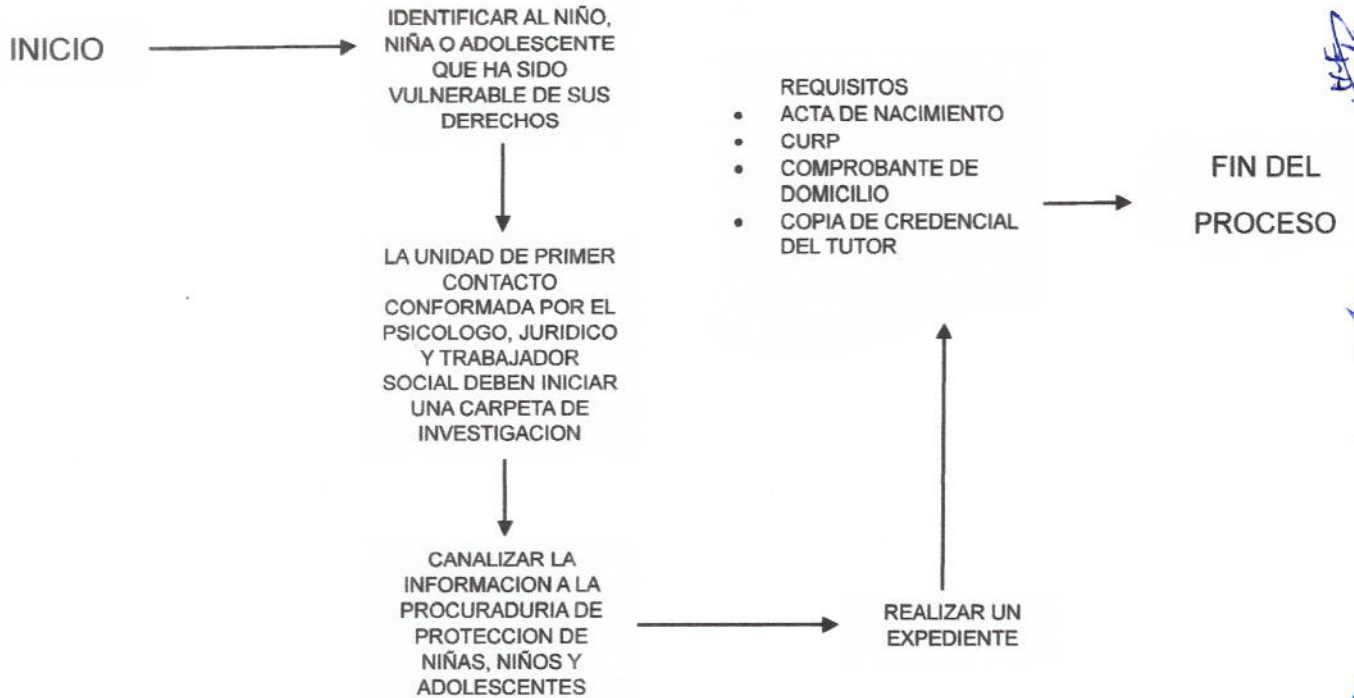 INICIO
IDENTIFICAR AL NIÑO,
NIÑA O ADOLESCENTE
QUE HA SIDO
VULNERABLE DE SUS
DERECHOS
LA UNIDAD DE PRIMER
CONTACTO
CONFORMADA POR EL
PSICOLOGO, JURIDICO
Y TRABAJADOR
SOCIAL DEBEN INICIAR
UNA CARPETA DE
INVESTIGACION
CANALIZAR LA
INFORMACION A LA
PROCURADURIA DE
PROTECCION DE
NIÑAS, NIÑOS Y
ADOLESCENTES
REALIZAR UN
EXPEDIENTE
REQUISITOS
• ACTA DE NACIMIENTO
• CURP
• COMPROBANTE DE
DOMICILIO
• COPIA DE CREDENCIAL
DEL TUTOR
FIN DEL
PROCESO